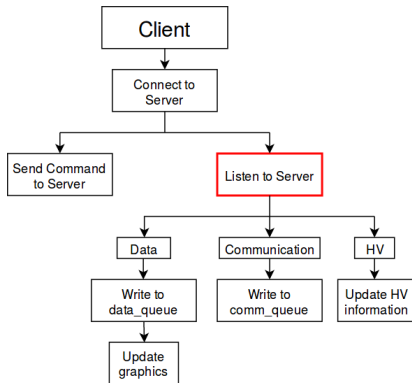 Client
Connect to
Server
Send Command
to Server
Listen to Server
Data
Communication
HV
Write to
data_queue
Write to
comm_queue
Update HV
information
Update
graphics